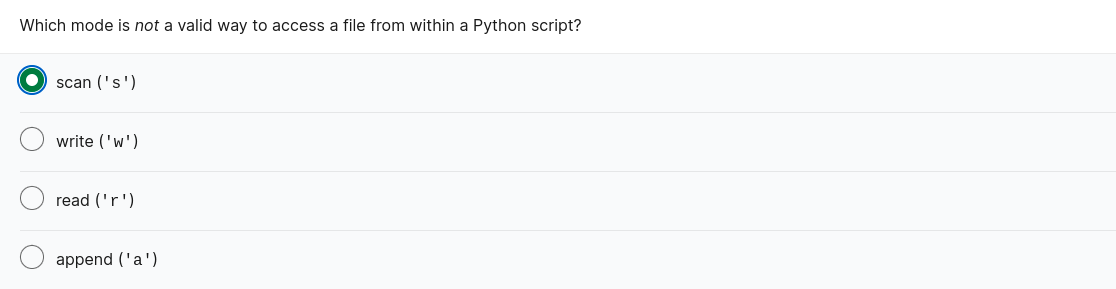 Which mode is not a valid way to access a file from within a Python script?
scan ('s')
write ('w')
read ('r')
append ('a')